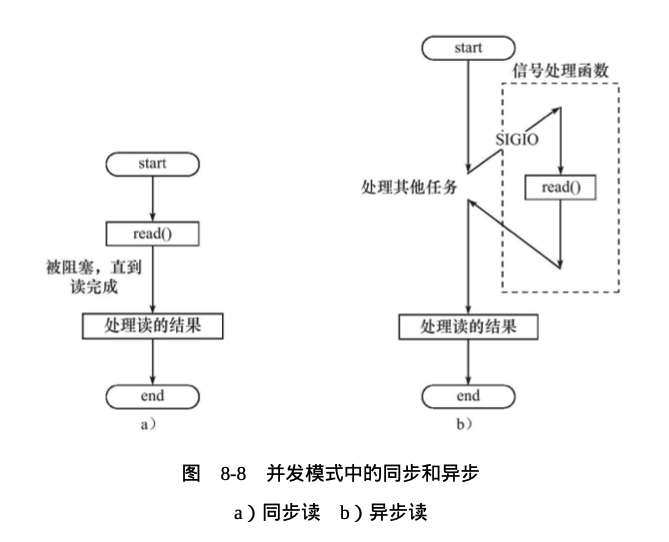 start
read()
被阻塞，直到
读完成
处理读的结果
end
a）
start
信号处理函数
SIGIO
处理其他任务
read()
处理读的结果
end
b）
图 8-8 并发模式中的同步和异步
a）同步读 b）异步读